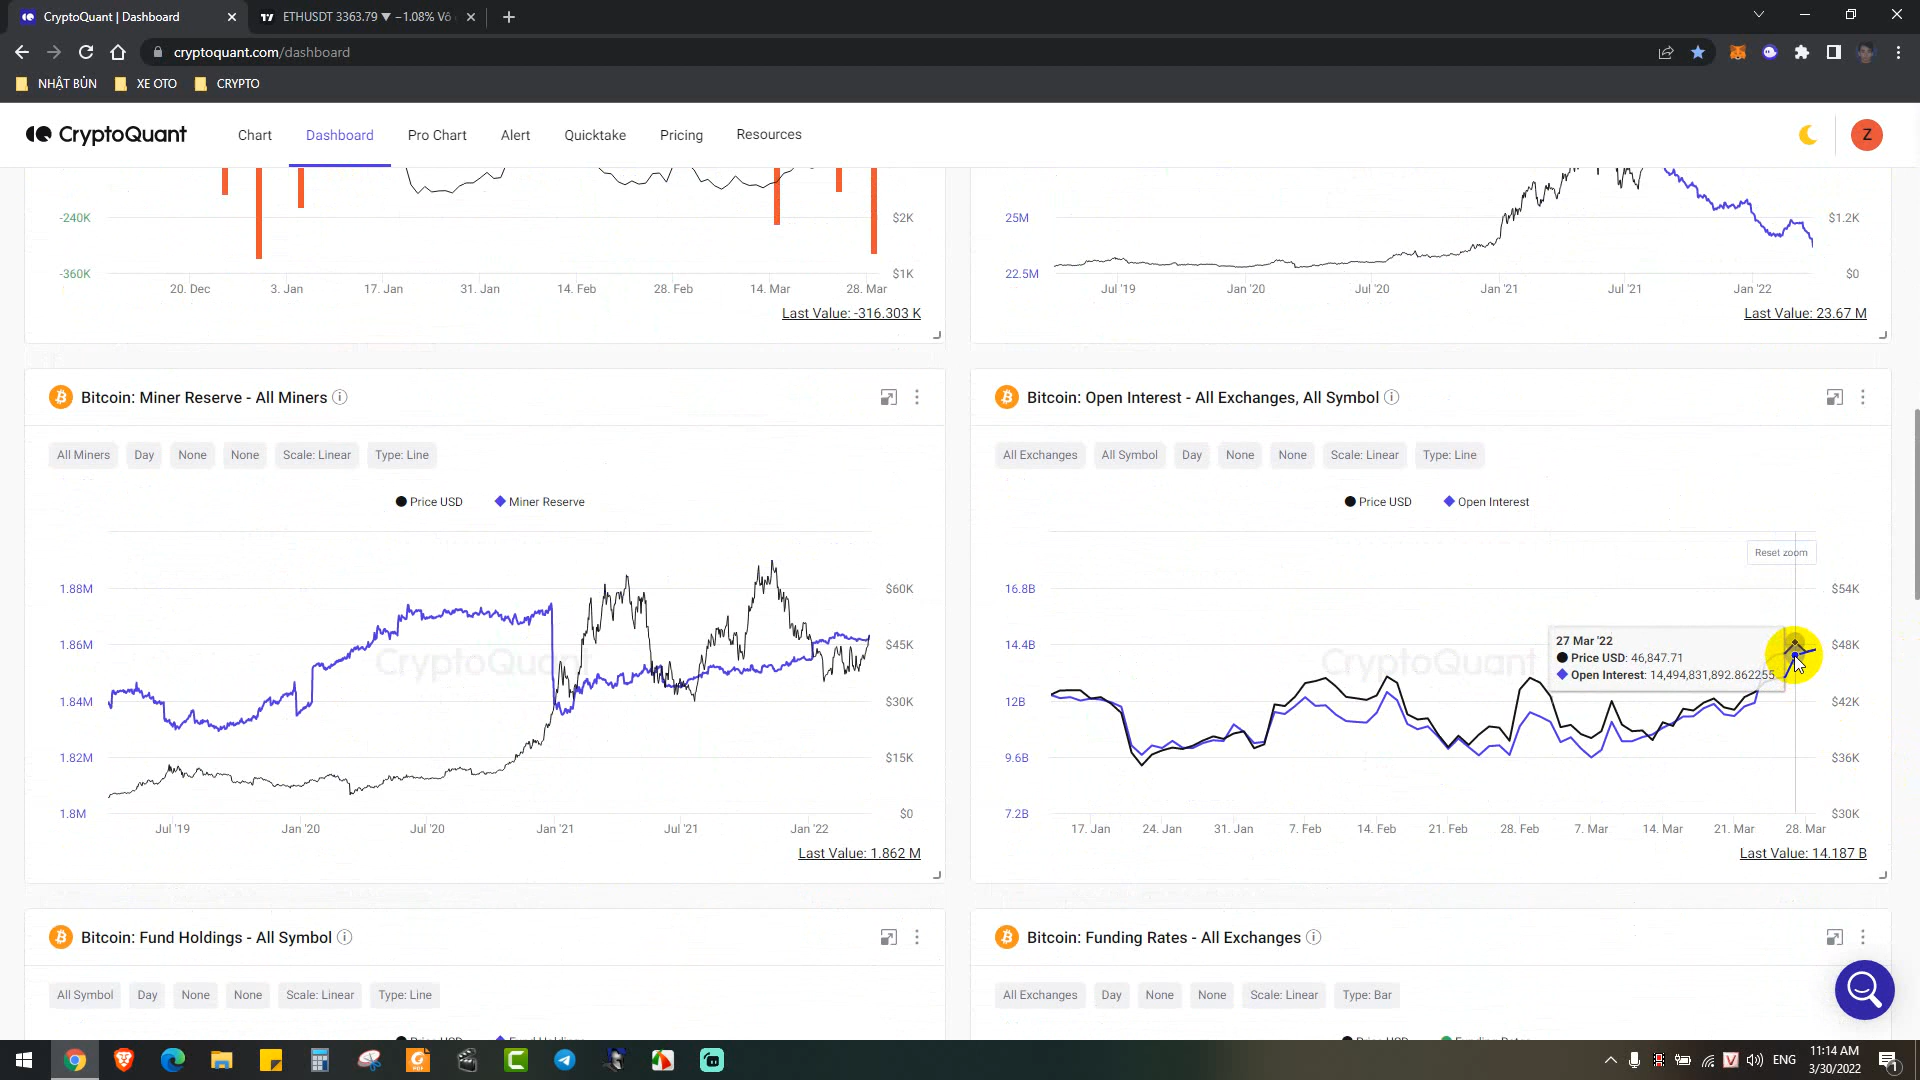 CryptoQuant | Dashboard
ETHUSDT 3363.79 ▼ −1.08% Vô
cryptoquant.com/dashboard
NHẬT BỦN
XE OTO
CRYPTO
CryptoQuant
Chart
Dashboard
Pro Chart
Alert
Quicktake
Pricing
Resources
Z
-240K
$2K
-360K
$1K
20. Dec
3. Jan
17. Jan
31. Jan
14. Feb
28. Feb
14. Mar
28. Mar
Last Value: -316.303 K
25M
$1.2K
22.5M
$0
Jul '19
Jan '20
Jul '20
Jan '21
Jul '21
Jan '22
Last Value: 23.67 M
Bitcoin: Miner Reserve - All Miners
All Miners
Day
None
None
Scale: Linear
Type: Line
Price USD
Miner Reserve
1.88M
$60K
1.86M
$45K
CryptoQuant
1.84M
$30K
1.82M
$15K
1.8M
$0
Jul '19
Jan '20
Jul '20
Jan '21
Jul '21
Jan '22
Last Value: 1.862 M
Bitcoin: Open Interest - All Exchanges, All Symbol
All Exchanges
All Symbol
Day
None
None
Scale: Linear
Type: Line
Price USD
Open Interest
Reset zoom
16.8B
$54K
14.4B
$48K
CryptoQuant
27 Mar '22
Price USD: 46,847.71
Open Interest: 14,494,831,892.862255
12B
$42K
9.6B
$36K
7.2B
$30K
17. Jan
24. Jan
31. Jan
7. Feb
14. Feb
21. Feb
28. Feb
7. Mar
14. Mar
21. Mar
28. Mar
Last Value: 14.187 B
Bitcoin: Fund Holdings - All Symbol
All Symbol
Day
None
None
Scale: Linear
Type: Line
Bitcoin: Funding Rates - All Exchanges
All Exchanges
Day
None
None
Scale: Linear
Type: Bar
ENG
11:14 AM
3/30/2022